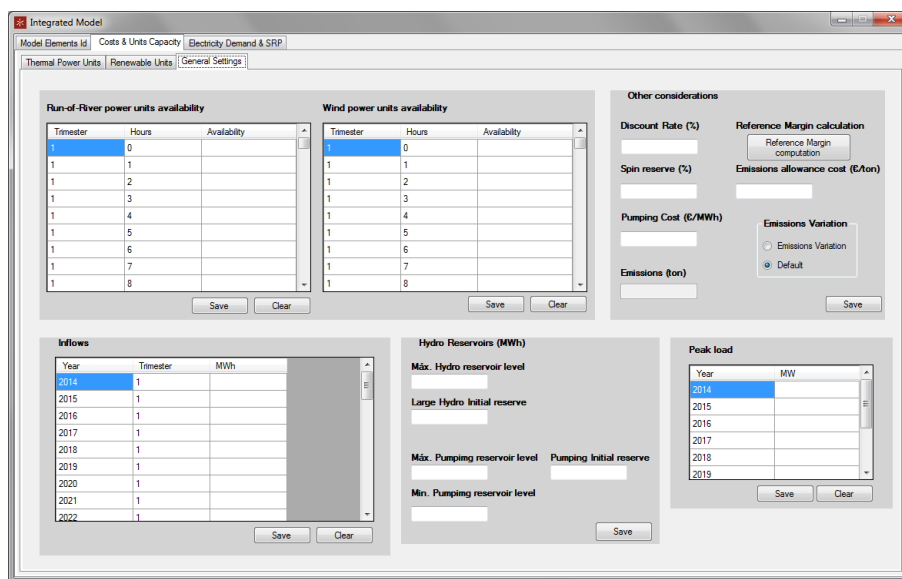 Integrated Model
Model Elements Id Costs & Units Capacity Electricity Demand & SRP
Thermal Power Units Renewable Units General Settings
Run-of-River power units availability
Trimester Hours Availability
1 0
1 1
1 2
1 3
1 4
1 5
1 6
1 7
1 8
Save Clear
Wind power units availability
Trimester Hours Availability
1 0
1 1
1 2
1 3
1 4
1 5
1 6
1 7
1 8
Save Clear
Other considerations
Discount Rate (%) Reference Margin calculation
Reference Margin
computation
Spin reserve (%) Emissions allowance cost (€/ton)
Pumping Cost (€/MWh)
Emissions Variation
Emissions Variation
Default
Emissions (ton)
Save
Inflows
Year Trimester MWh
2014 1
2015 1
2016 1
2017 1
2018 1
2019 1
2020 1
2021 1
2022 1
Save Clear
Hydro Reservoirs (MWh)
Máx. Hydro reservoir level
Large Hydro Initial reserve
Máx. Pumpimg reservoir level Pumping Initial reserve
Min. Pumpimg reservoir level
Save
Peak load
Year MW
2014
2015
2016
2017
2018
2019
Save Clear